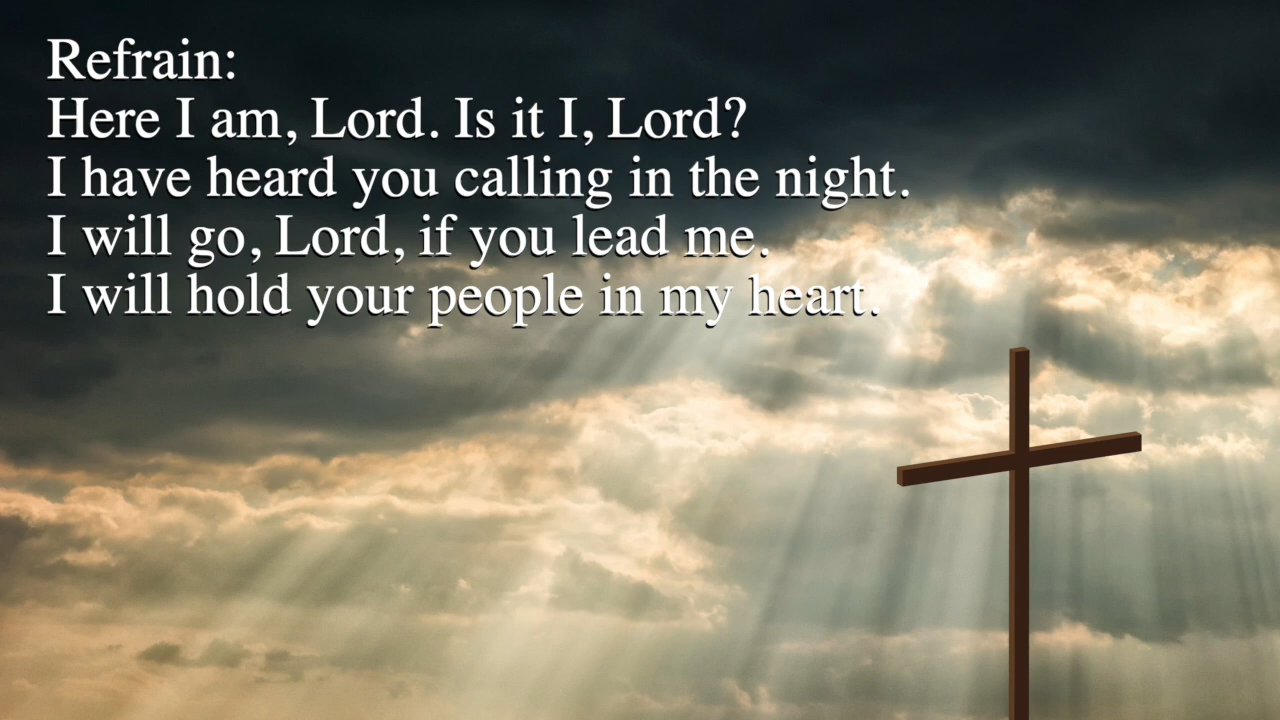 Refrain:
Here I am, Lord. Is it I, Lord?
I have heard you calling in the night.
I will go, Lord, if you lead me.
I will hold your people in my heart.